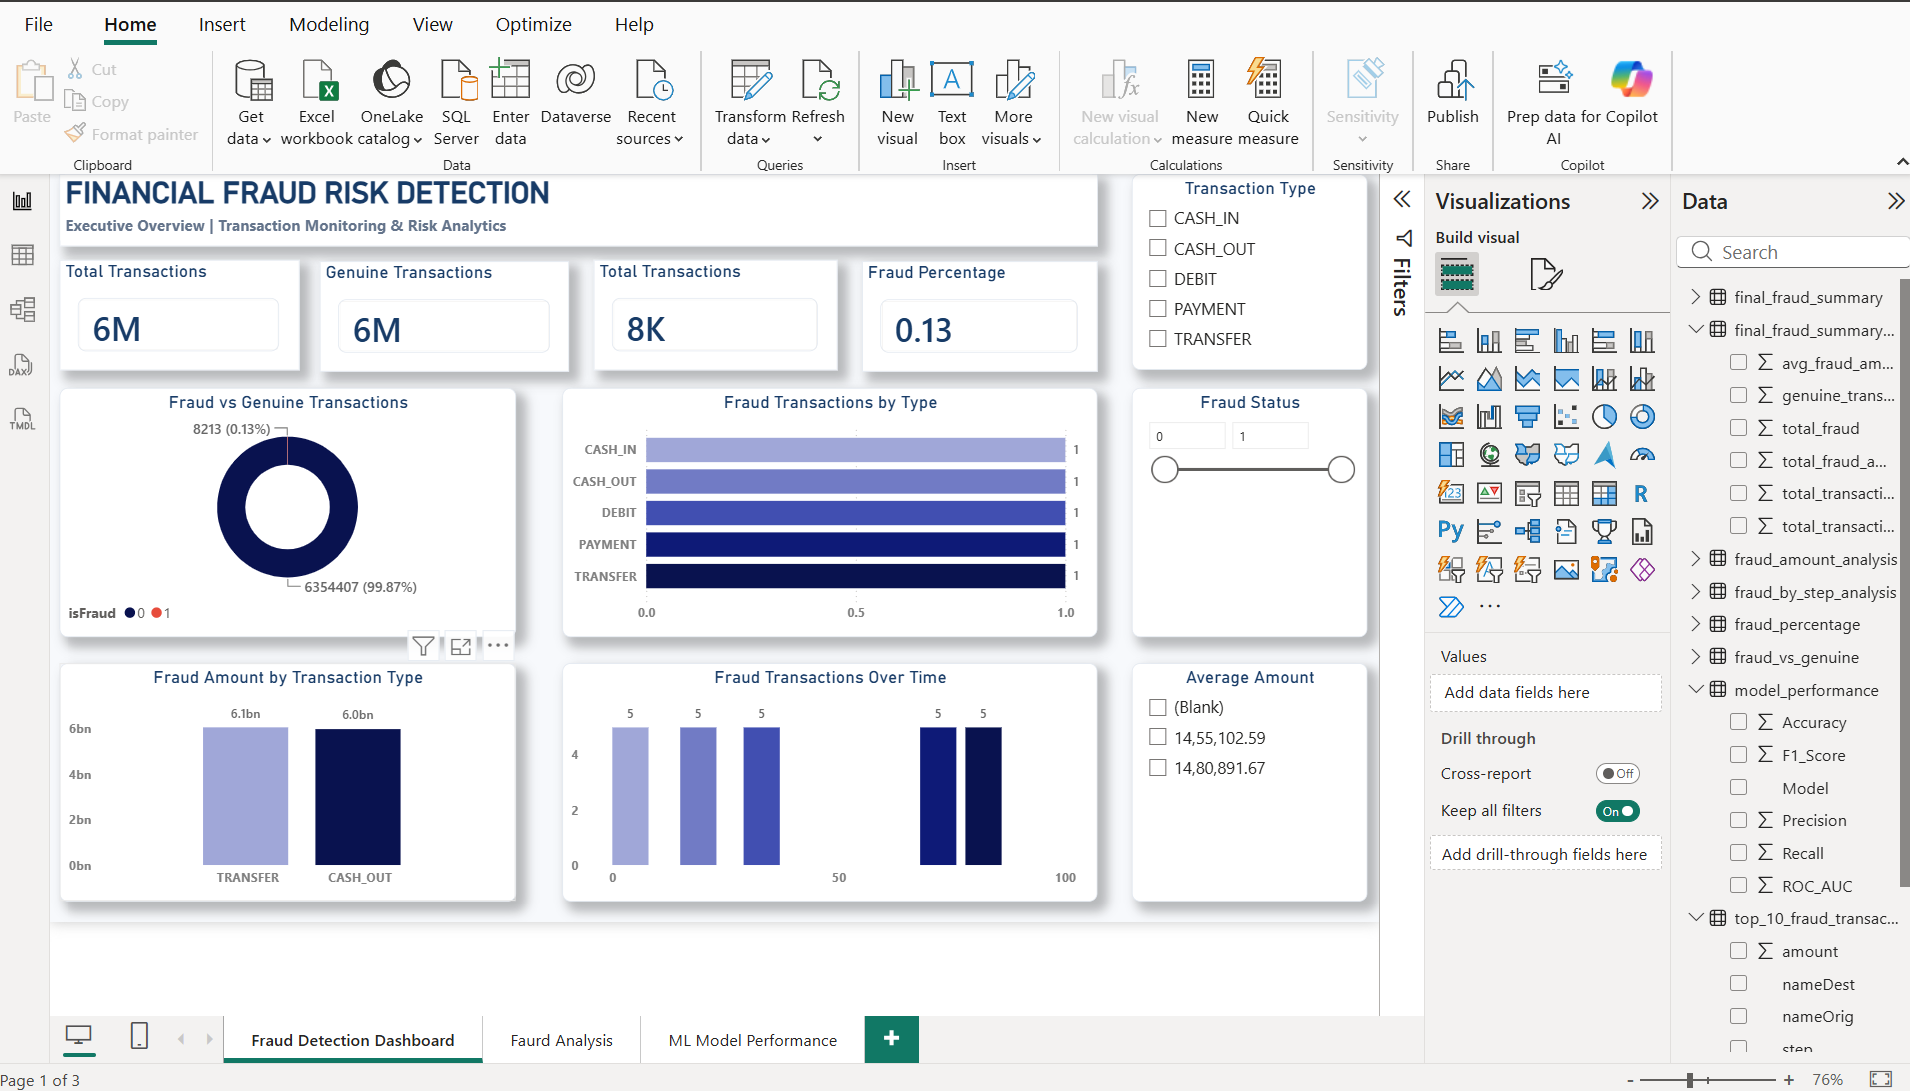 File Home Insert Modeling View Optimize Help
Paste
Cut
Copy
Format painter
Clipboard
Get data
Excel workbook
OneLake catalog
SQL Server
Enter data
Dataverse
Recent sources
Data
Transform data
Refresh
Queries
New visual
Text box
More visuals
Insert
New visual calculation
New measure
Quick measure
Calculations
Sensitivity
Sensitivity
Publish
Share
Prep data for AI
Copilot
Copilot
DAX
TMDL
FINANCIAL FRAUD RISK DETECTION
Executive Overview | Transaction Monitoring & Risk Analytics
Total Transactions
6M
Genuine Transactions
6M
Total Transactions
8K
Fraud Percentage
0.13
Transaction Type
CASH_IN
CASH_OUT
DEBIT
PAYMENT
TRANSFER
Fraud vs Genuine Transactions
8213 (0.13%)
6354407 (99.87%)
isFraud 0 1
Fraud Transactions by Type
CASH_IN 1
CASH_OUT 1
DEBIT 1
PAYMENT 1
TRANSFER 1
0.0 0.5 1.0
Fraud Status
0 1
Fraud Amount by Transaction Type
6.1bn 6.0bn
6bn
4bn
2bn
0bn
TRANSFER CASH_OUT
Fraud Transactions Over Time
5 5 5 5 5
4
2
0
0 50 100
Average Amount
(Blank)
14,55,102.59
14,80,891.67
Filters
Visualizations
Build visual
123
R
Py
Values
Add data fields here
Drill through
Cross-report Off
Keep all filters On
Add drill-through fields here
Data
Search
final_fraud_summary
final_fraud_summary...
avg_fraud_am...
genuine_trans...
total_fraud
total_fraud_a...
total_transacti...
total_transacti...
fraud_amount_analysis
fraud_by_step_analysis
fraud_percentage
fraud_vs_genuine
model_performance
Accuracy
F1_Score
Model
Precision
Recall
ROC_AUC
top_10_fraud_transac...
amount
nameDest
nameOrig
step
Fraud Detection Dashboard
Faurd Analysis
ML Model Performance
+
Page 1 of 3
- + 76%